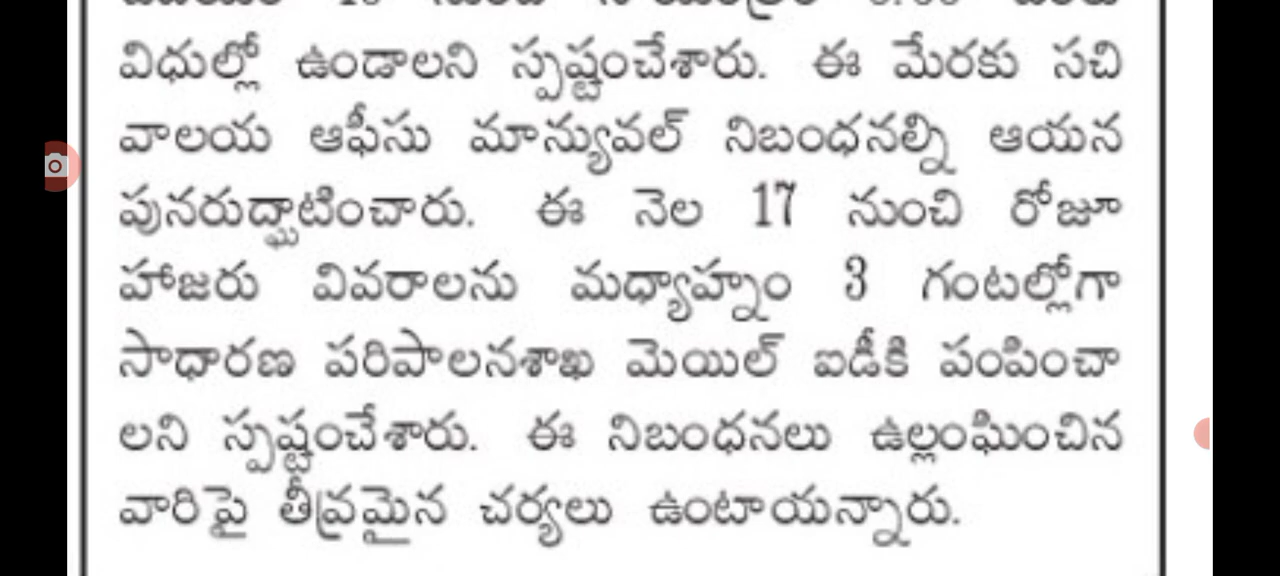 విధుల్లో ఉండాలని స్పష్టంచేశారు. ఈ మేరకు సచి
వాలయ ఆఫీసు మాన్యువల్ నిబంధనల్ని ఆయన
పునరుద్ఘాటించారు. ఈ నెల 17 నుంచి రోజూ
హాజరు వివరాలను మధ్యాహ్నం 3 గంటల్లోగా
సాధారణ పరిపాలనశాఖ మెయిల్ ఐడీకి పంపించా
లని స్పష్టంచేశారు. ఈ నిబంధనలు ఉల్లంఘించిన
వారిపై తీవ్రమైన చర్యలు ఉంటాయన్నారు.